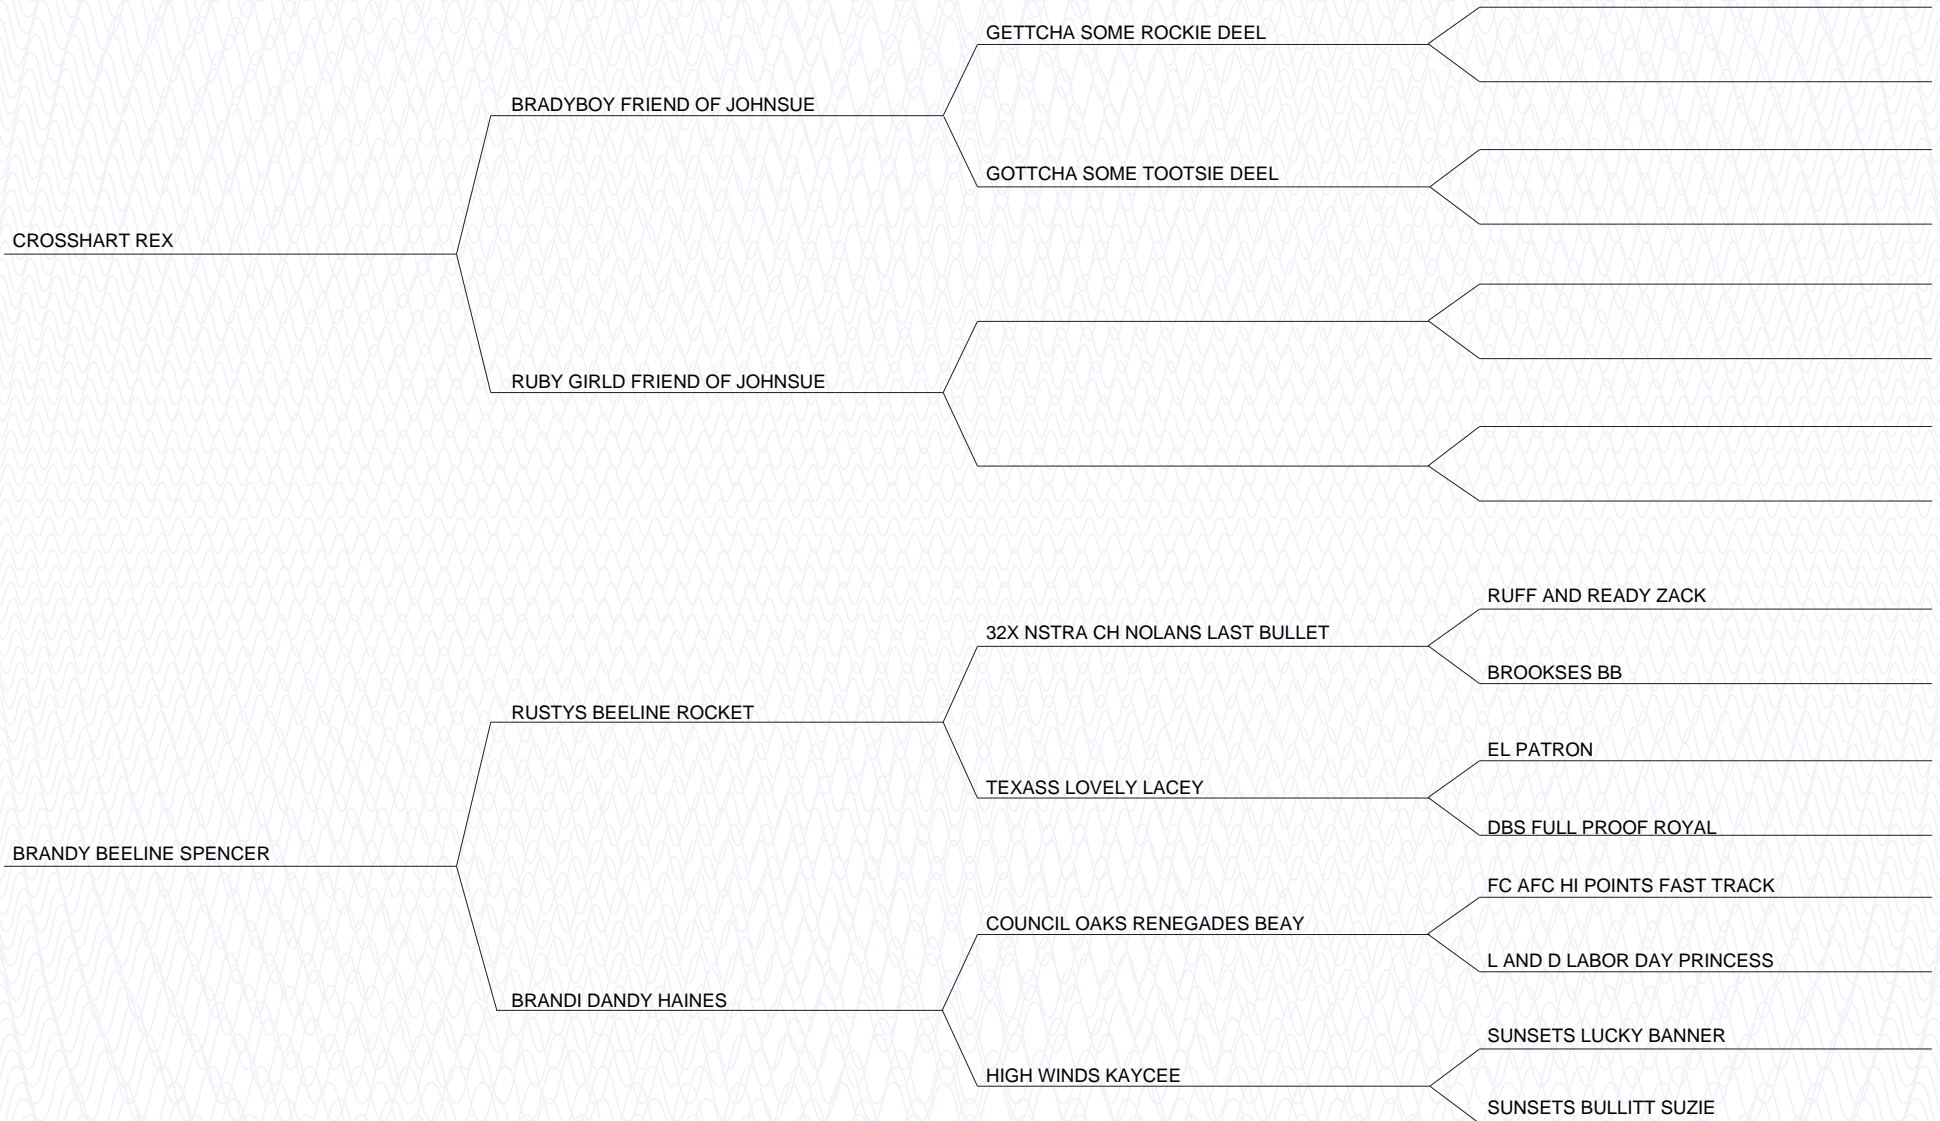 GETTCHA SOME ROCKIE DEEL
BRADYBOY FRIEND OF JOHNSUE
GOTTCHA SOME TOOTSIE DEEL
CROSSHART REX
RUBY GIRLD FRIEND OF JOHNSUE
RUFF AND READY ZACK
32X NSTRA CH NOLANS LAST BULLET
BROOKSES BB
RUSTYS BEELINE ROCKET
EL PATRON
TEXASS LOVELY LACEY
DBS FULL PROOF ROYAL
BRANDY BEELINE SPENCER
FC AFC HI POINTS FAST TRACK
COUNCIL OAKS RENEGADES BEAY
L AND D LABOR DAY PRINCESS
BRANDI DANDY HAINES
SUNSETS LUCKY BANNER
HIGH WINDS KAYCEE
SUNSETS BULLITT SUZIE